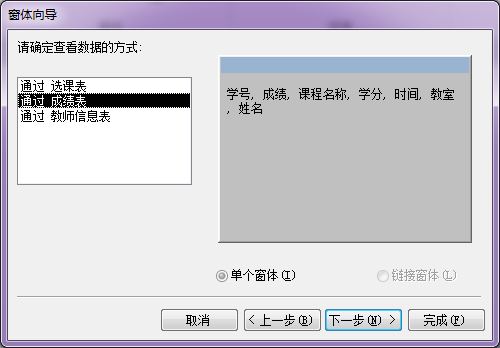 窗体向导
请确定查看数据的方式:
通过 选课表
通过 成绩表
通过 教师信息表
学号, 成绩, 课程名称, 学分, 时间, 教室
, 姓名
单个窗体(I)
链接窗体(L)
取消
< 上一步(B)
下一步(N) >
完成(F)